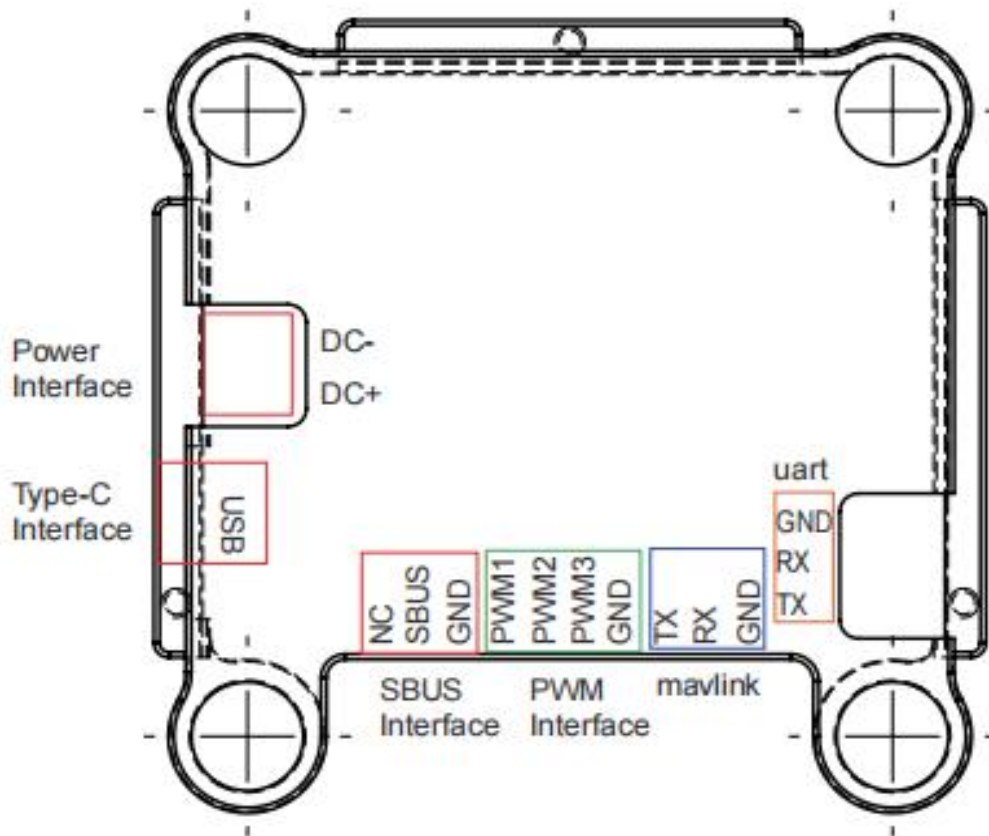 Power
Interface
DC-
DC+
Type-C
Interface
USB
uart
GND
RX
TX
NC
SBUS
GND
PWM1
PWM2
PWM3
GND
TX
RX
GND
SBUS
Interface
PWM
Interface
mavlink